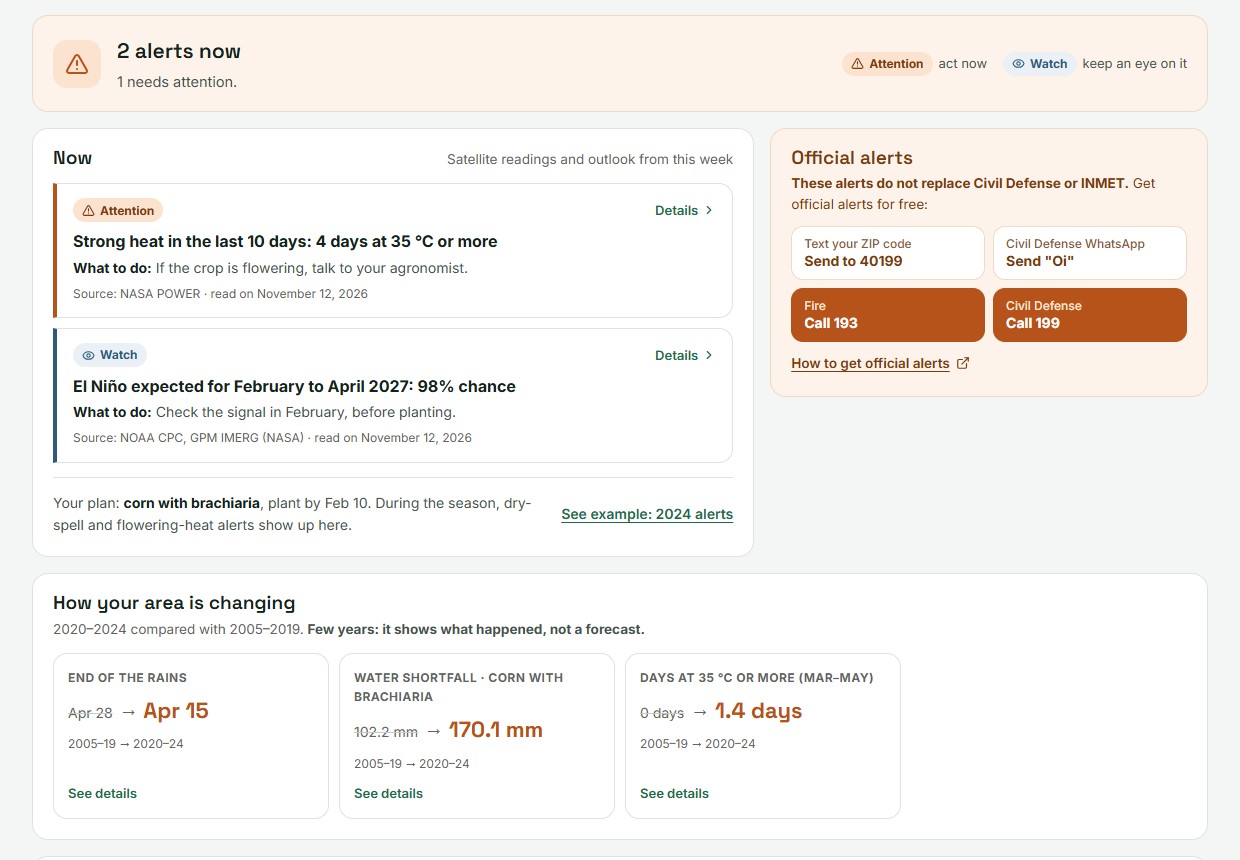 2 alerts now
1 needs attention.
Attention act now Watch keep an eye on it
Now
Satellite readings and outlook from this week
Attention
Details
Strong heat in the last 10 days: 4 days at 35 °C or more
What to do: If the crop is flowering, talk to your agronomist.
Source: NASA POWER · read on November 12, 2026
Watch
Details
El Niño expected for February to April 2027: 98% chance
What to do: Check the signal in February, before planting.
Source: NOAA CPC, GPM IMERG (NASA) · read on November 12, 2026
Your plan: corn with brachiaria, plant by Feb 10. During the season, dry-
spell and flowering-heat alerts show up here.
See example: 2024 alerts
Official alerts
These alerts do not replace Civil Defense or INMET. Get
official alerts for free:
Text your ZIP code
Send to 40199
Civil Defense WhatsApp
Send "Oi"
Fire
Call 193
Civil Defense
Call 199
How to get official alerts
How your area is changing
2020–2024 compared with 2005–2019. Few years: it shows what happened, not a forecast.
END OF THE RAINS
Apr 28 → Apr 15
2005–19 → 2020–24
See details
WATER SHORTFALL · CORN WITH
BRACHIARIA
102.2 mm → 170.1 mm
2005–19 → 2020–24
See details
DAYS AT 35 °C OR MORE (MAR–MAY)
0 days → 1.4 days
2005–19 → 2020–24
See details